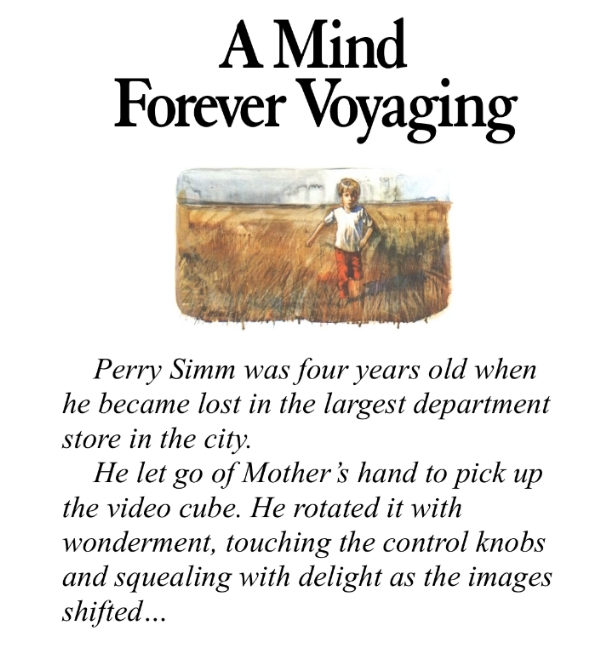 A Mind
Forever Voyaging
Perry Simm was four years old when
he became lost in the largest department
store in the city.
He let go of Mother's hand to pick up
the video cube. He rotated it with
wonderment, touching the control knobs
and squealing with delight as the images
shifted…